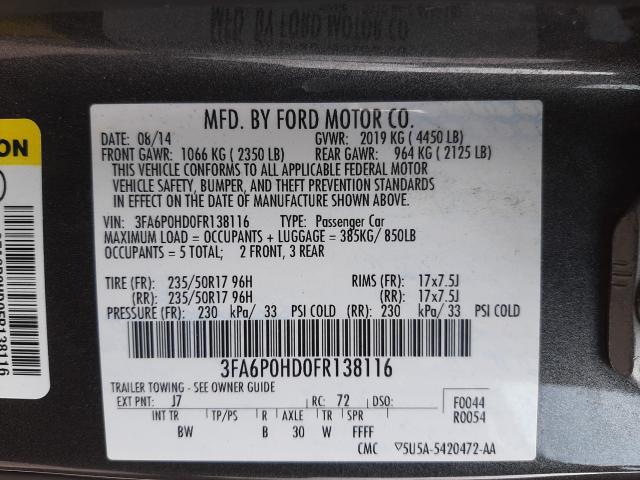 MFD. BY FORD MOTOR CO.
DATE: 08/14 GVWR: 2019 KG ( 4450 LB)
FRONT GAWR: 1066 KG ( 2350 LB) REAR GAWR: 964 KG ( 2125 LB)
THIS VEHICLE CONFORMS TO ALL APPLICABLE FEDERAL MOTOR
VEHICLE SAFETY, BUMPER, AND THEFT PREVENTION STANDARDS
IN EFFECT ON THE DATE OF MANUFACTURE SHOWN ABOVE.
VIN: 3FA6P0HD0FR138116 TYPE: Passenger Car
MAXIMUM LOAD = OCCUPANTS + LUGGAGE = 385KG/ 850LB
OCCUPANTS = 5 TOTAL; 2 FRONT, 3 REAR
TIRE (FR): 235/50R17 96H RIMS (FR): 17x7.5J
(RR): 235/50R17 96H (RR): 17x7.5J
PRESSURE (FR): 230 kPa/ 33 PSI COLD (RR): 230 kPa/ 33 PSI COLD
3FA6P0HD0FR138116
TRAILER TOWING - SEE OWNER GUIDE
EXT PNT: J7 RC: 72 DSO: F0044
INT TR TP/PS R AXLE TR SPR R0054
BW B 30 W FFFF
CMC ▽5U5A-5420472-AA
ON